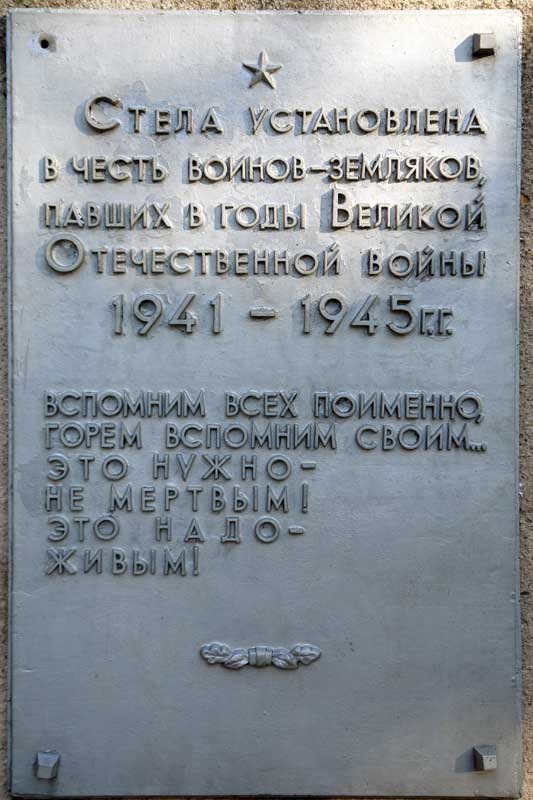 Стела установлена
в честь воинов-земляков,
павших в годы Великой
Отечественной войны
1941 - 1945 г.г.
вспомним всех поименно,
горем вспомним своим...
это нужно-
не мертвым!
это надо-
живым!